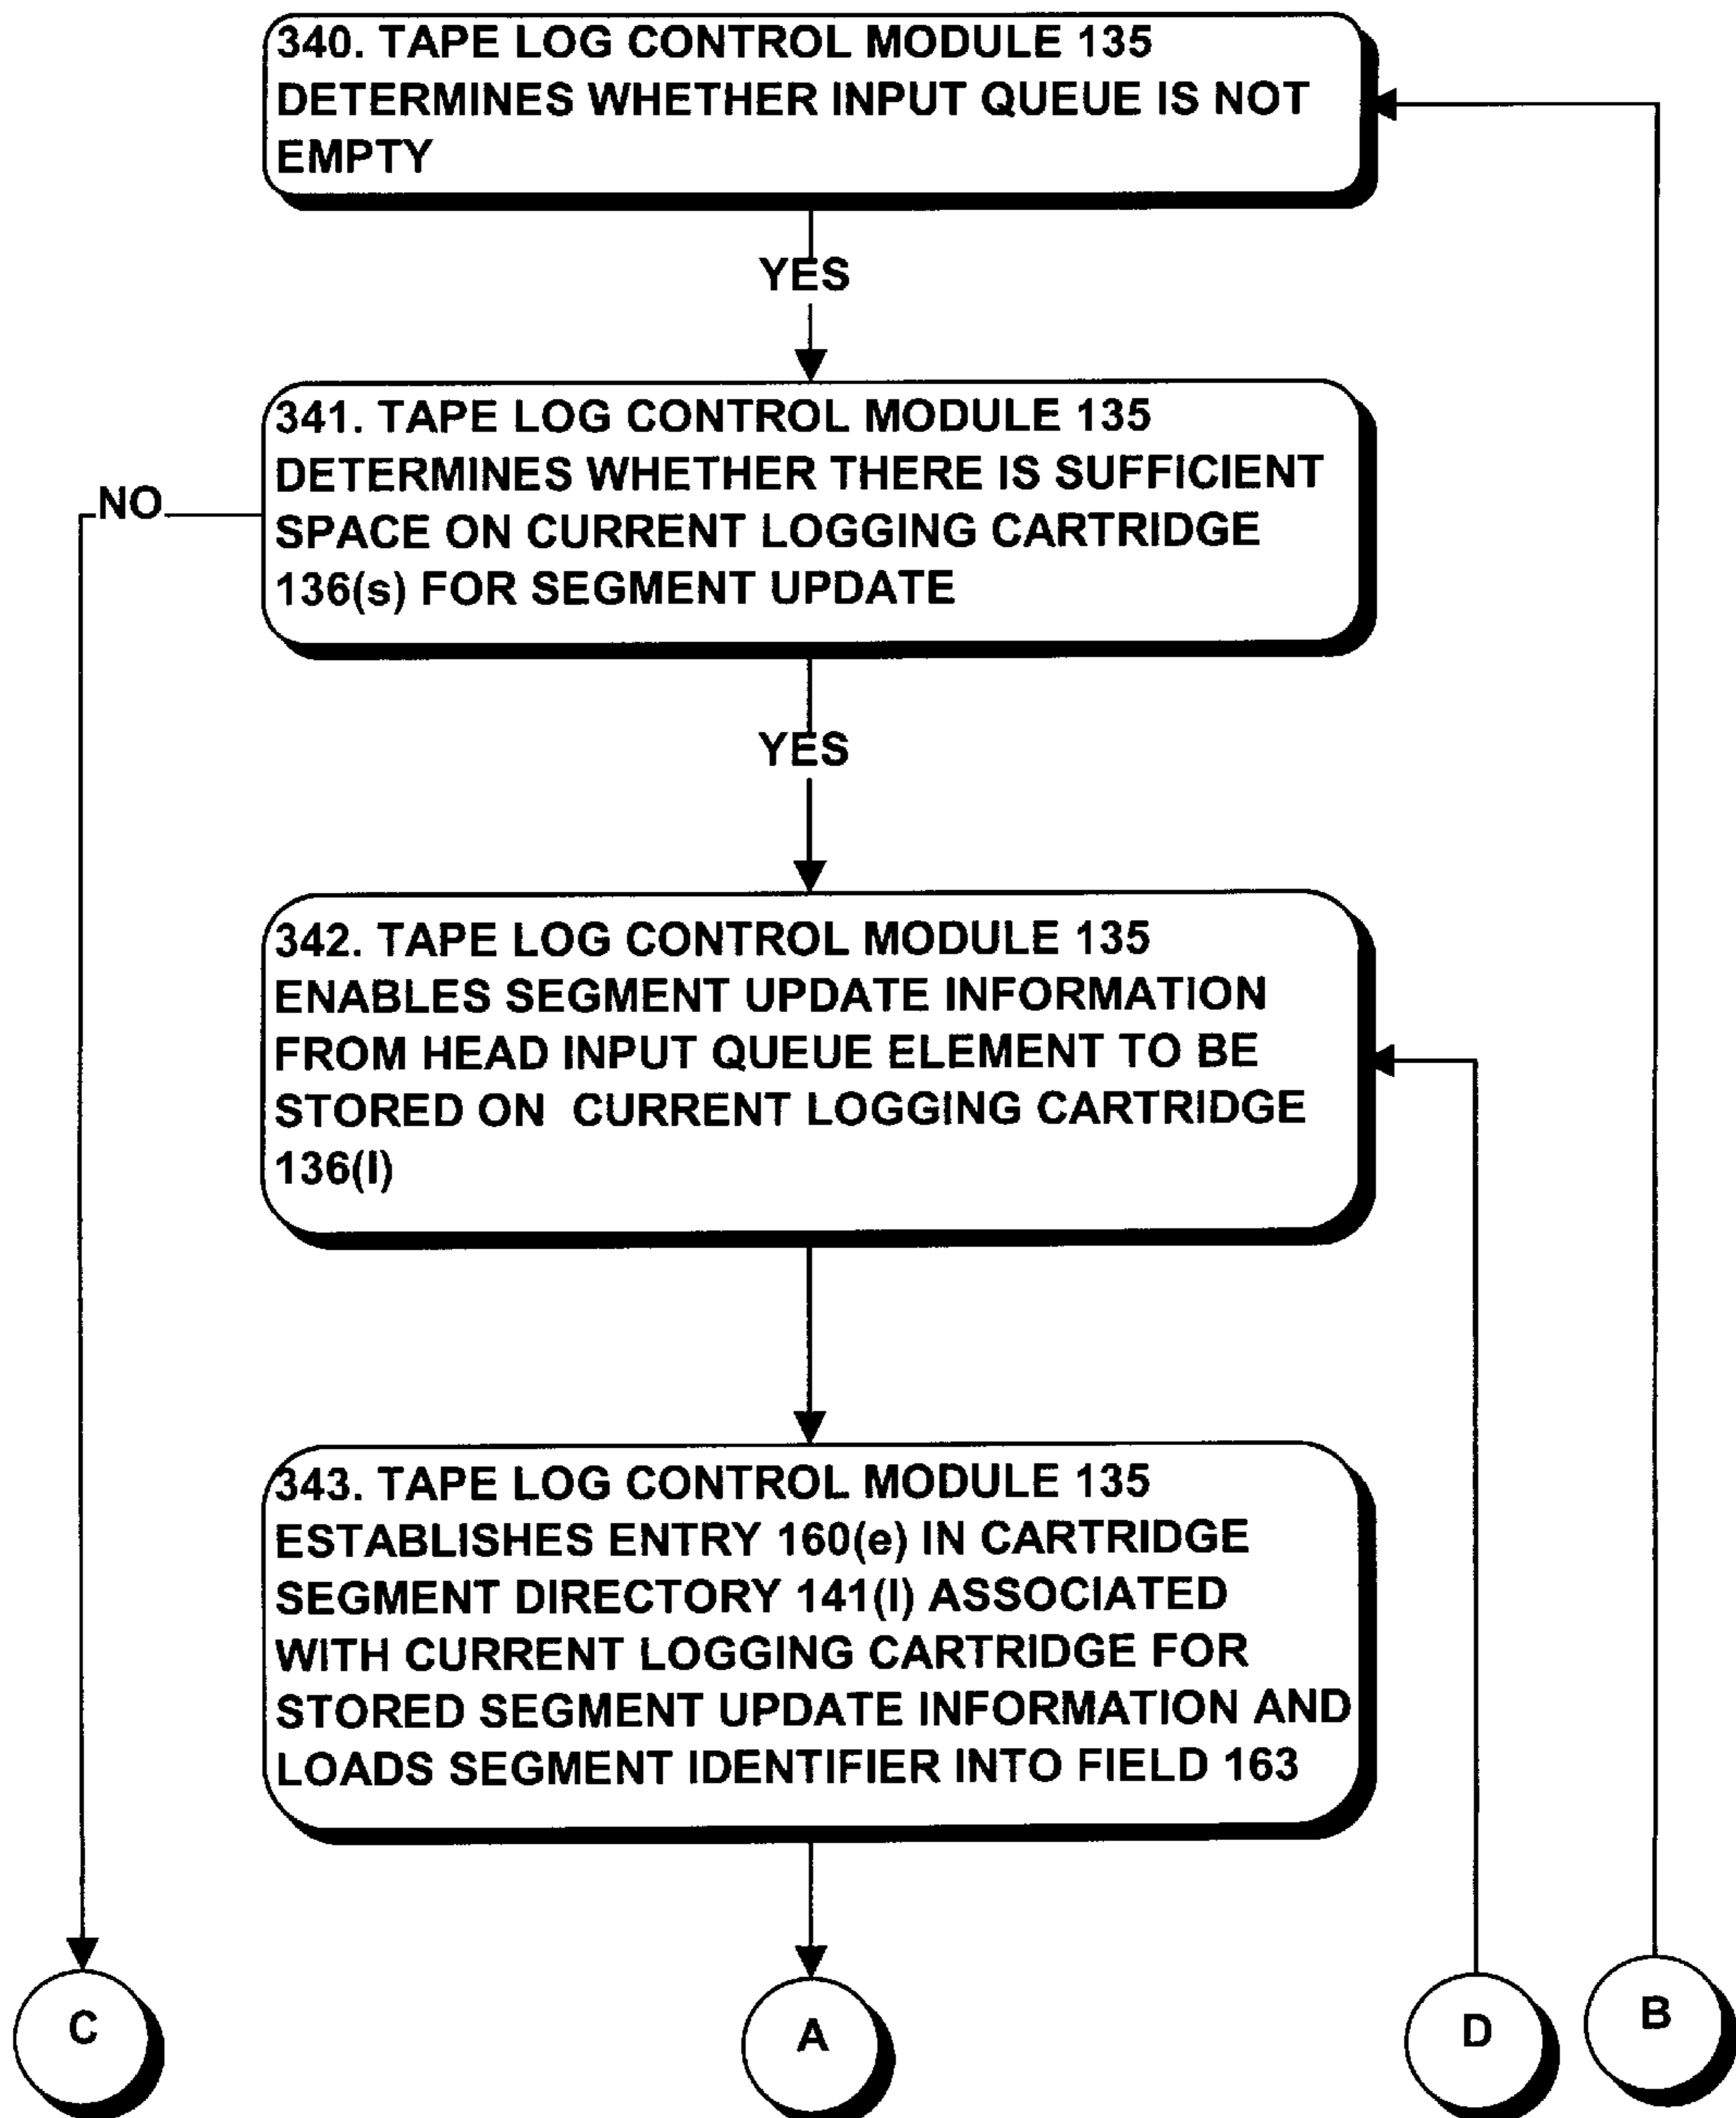 340. TAPE LOG CONTROL MODULE 135
DETERMINES WHETHER INPUT QUEUE IS NOT
EMPTY
YES
341. TAPE LOG CONTROL MODULE 135
DETERMINES WHETHER THERE IS SUFFICIENT
SPACE ON CURRENT LOGGING CARTRIDGE
136(s) FOR SEGMENT UPDATE
NO
YES
342. TAPE LOG CONTROL MODULE 135
ENABLES SEGMENT UPDATE INFORMATION
FROM HEAD INPUT QUEUE ELEMENT TO BE
STORED ON CURRENT LOGGING CARTRIDGE
136(l)
343. TAPE LOG CONTROL MODULE 135
ESTABLISHES ENTRY 160(e) IN CARTRIDGE
SEGMENT DIRECTORY 141(l) ASSOCIATED
WITH CURRENT LOGGING CARTRIDGE FOR
STORED SEGMENT UPDATE INFORMATION AND
LOADS SEGMENT IDENTIFIER INTO FIELD 163
C
A
D
B